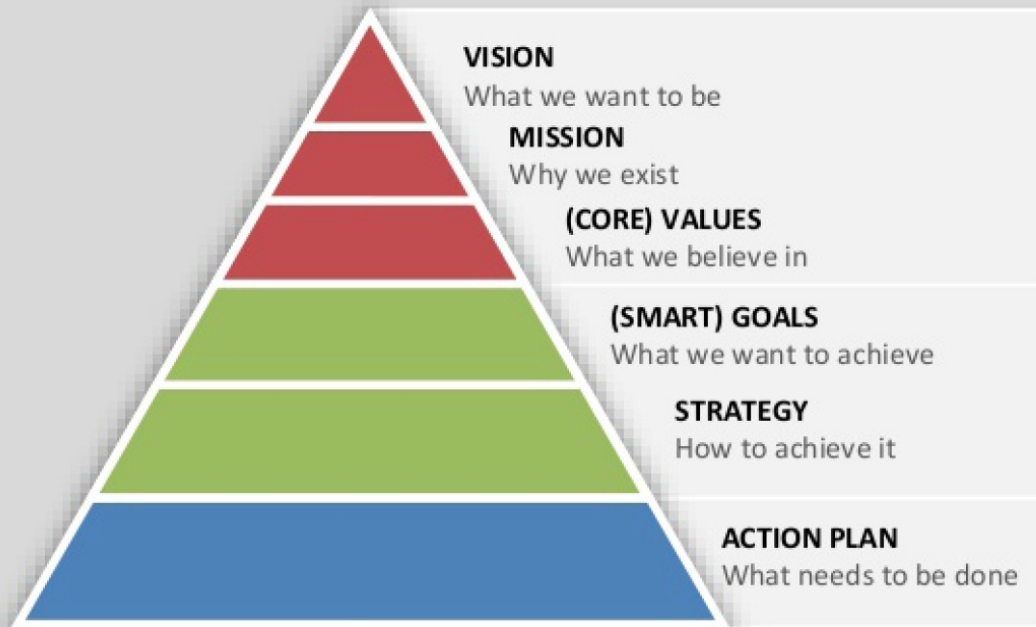 VISION
What we want to be
MISSION
Why we exist
(CORE) VALUES
What we believe in
(SMART) GOALS
What we want to achieve
STRATEGY
How to achieve it
ACTION PLAN
What needs to be done